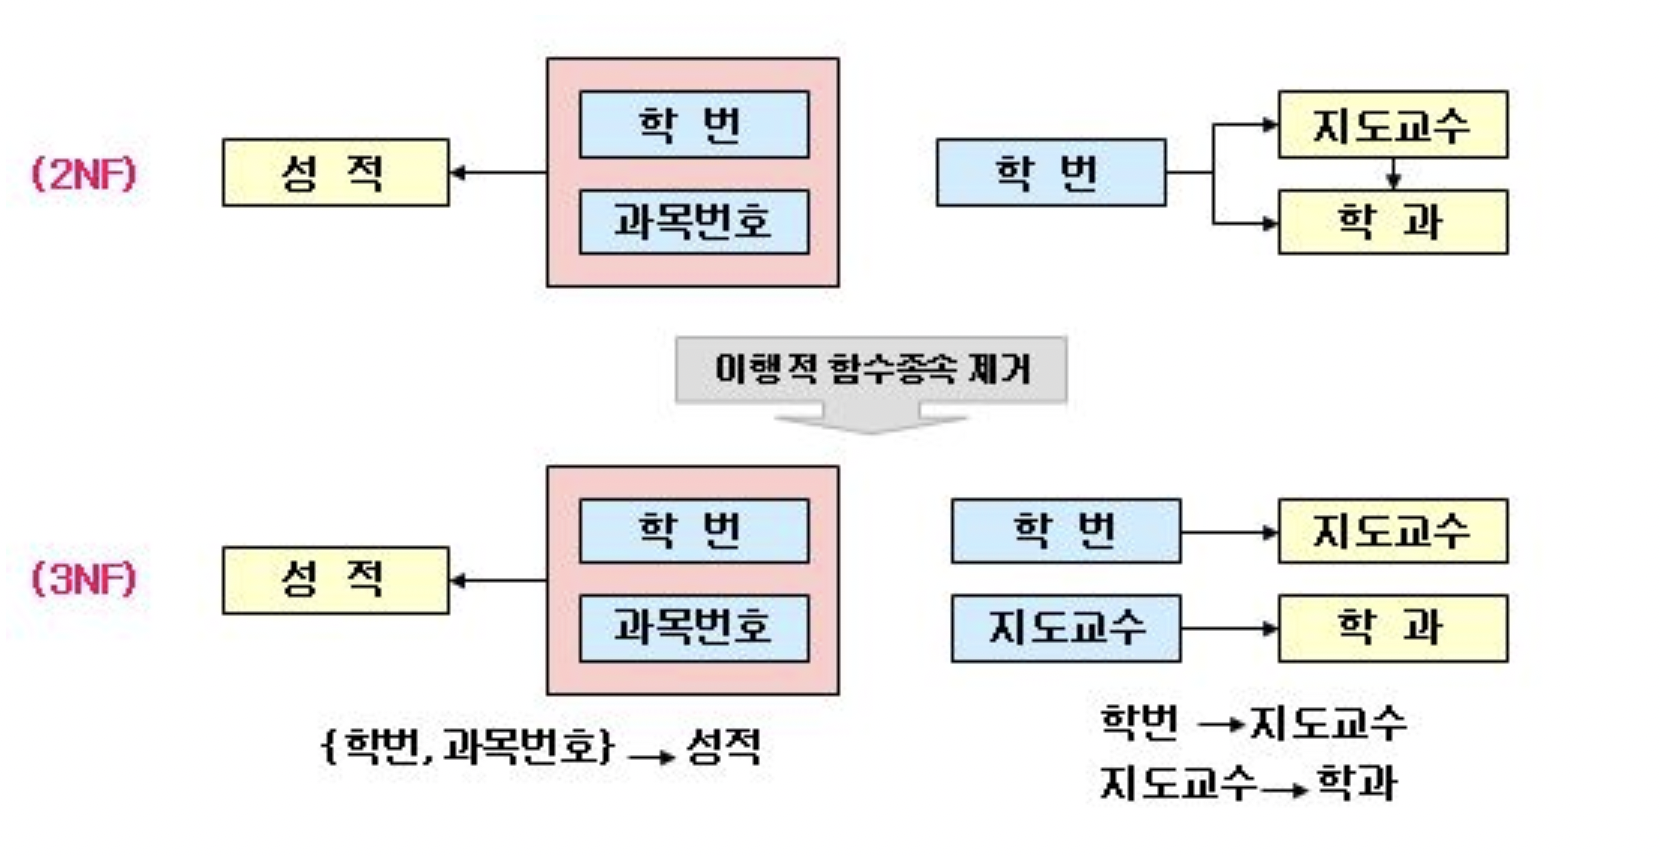 (2NF)
성 적
학 번
과목번호
학 번
지도교수
학 과
이행적 함수종속 제거
(3NF)
성 적
학 번
과목번호
학 번
지도교수
지도교수
학 과
{학번, 과목번호} → 성적
학번 → 지도교수
지도교수 → 학과